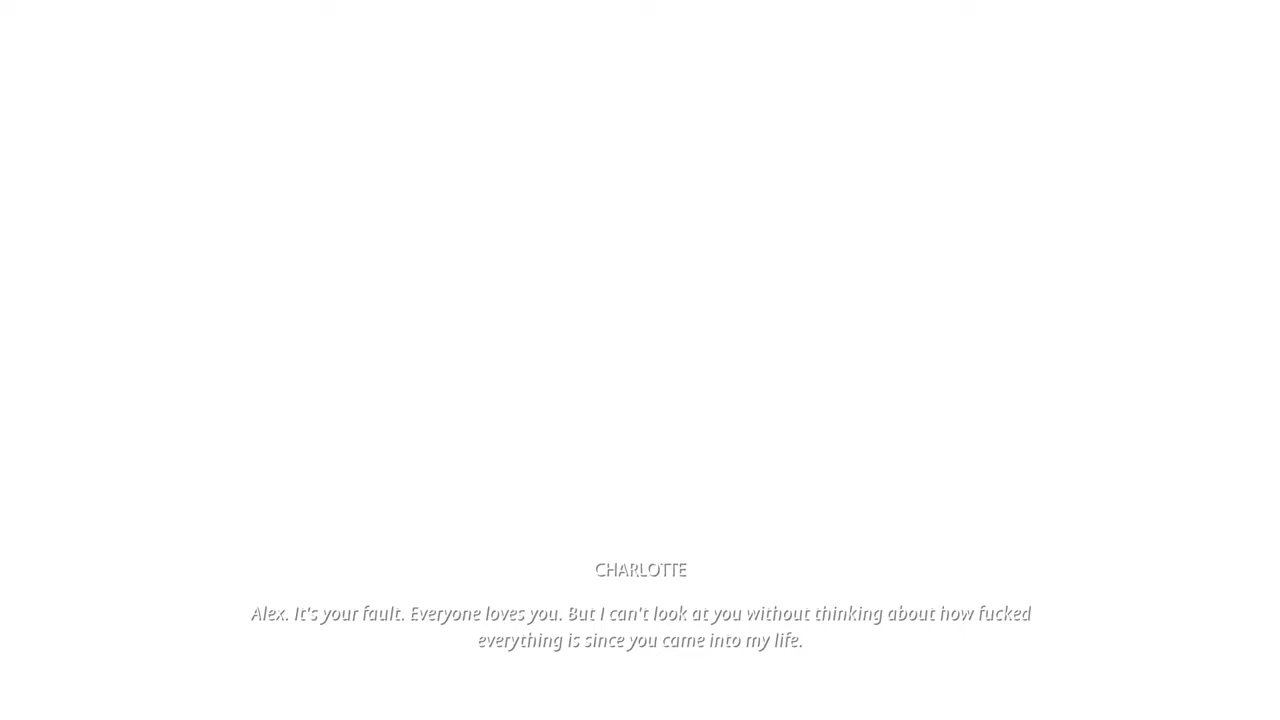 CHARLOTTE
Alex. It's your fault. Everyone loves you. But I can't look at you without thinking about how fucked
everything is since you came into my life.